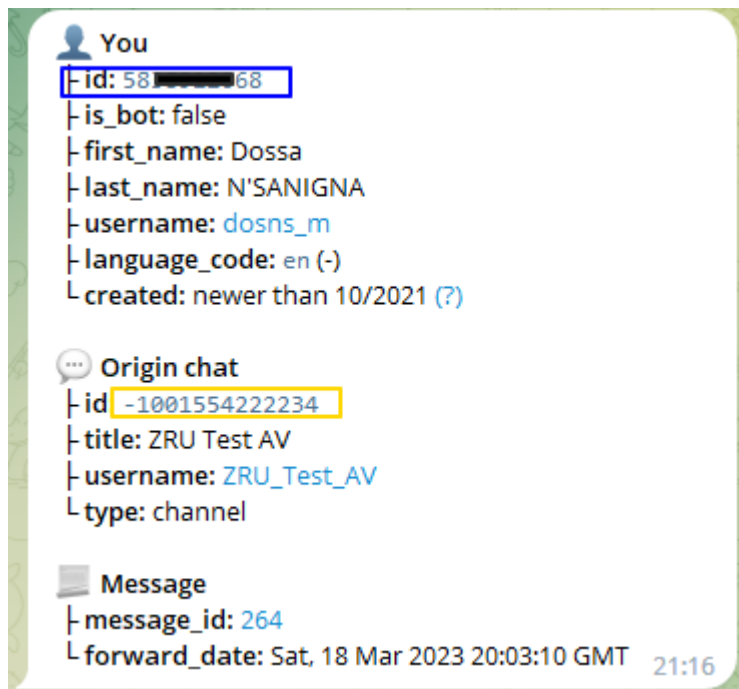 You
├ id: 58 68
├ is_bot: false
├ first_name: Dossa
├ last_name: N'SANIGNA
├ username: dosns_m
├ language_code: en (-)
└ created: newer than 10/2021 (?)
Origin chat
├ id -1001554222234
├ title: ZRU Test AV
├ username: ZRU_Test_AV
└ type: channel
Message
├ message_id: 264
└ forward_date: Sat, 18 Mar 2023 20:03:10 GMT 21:16